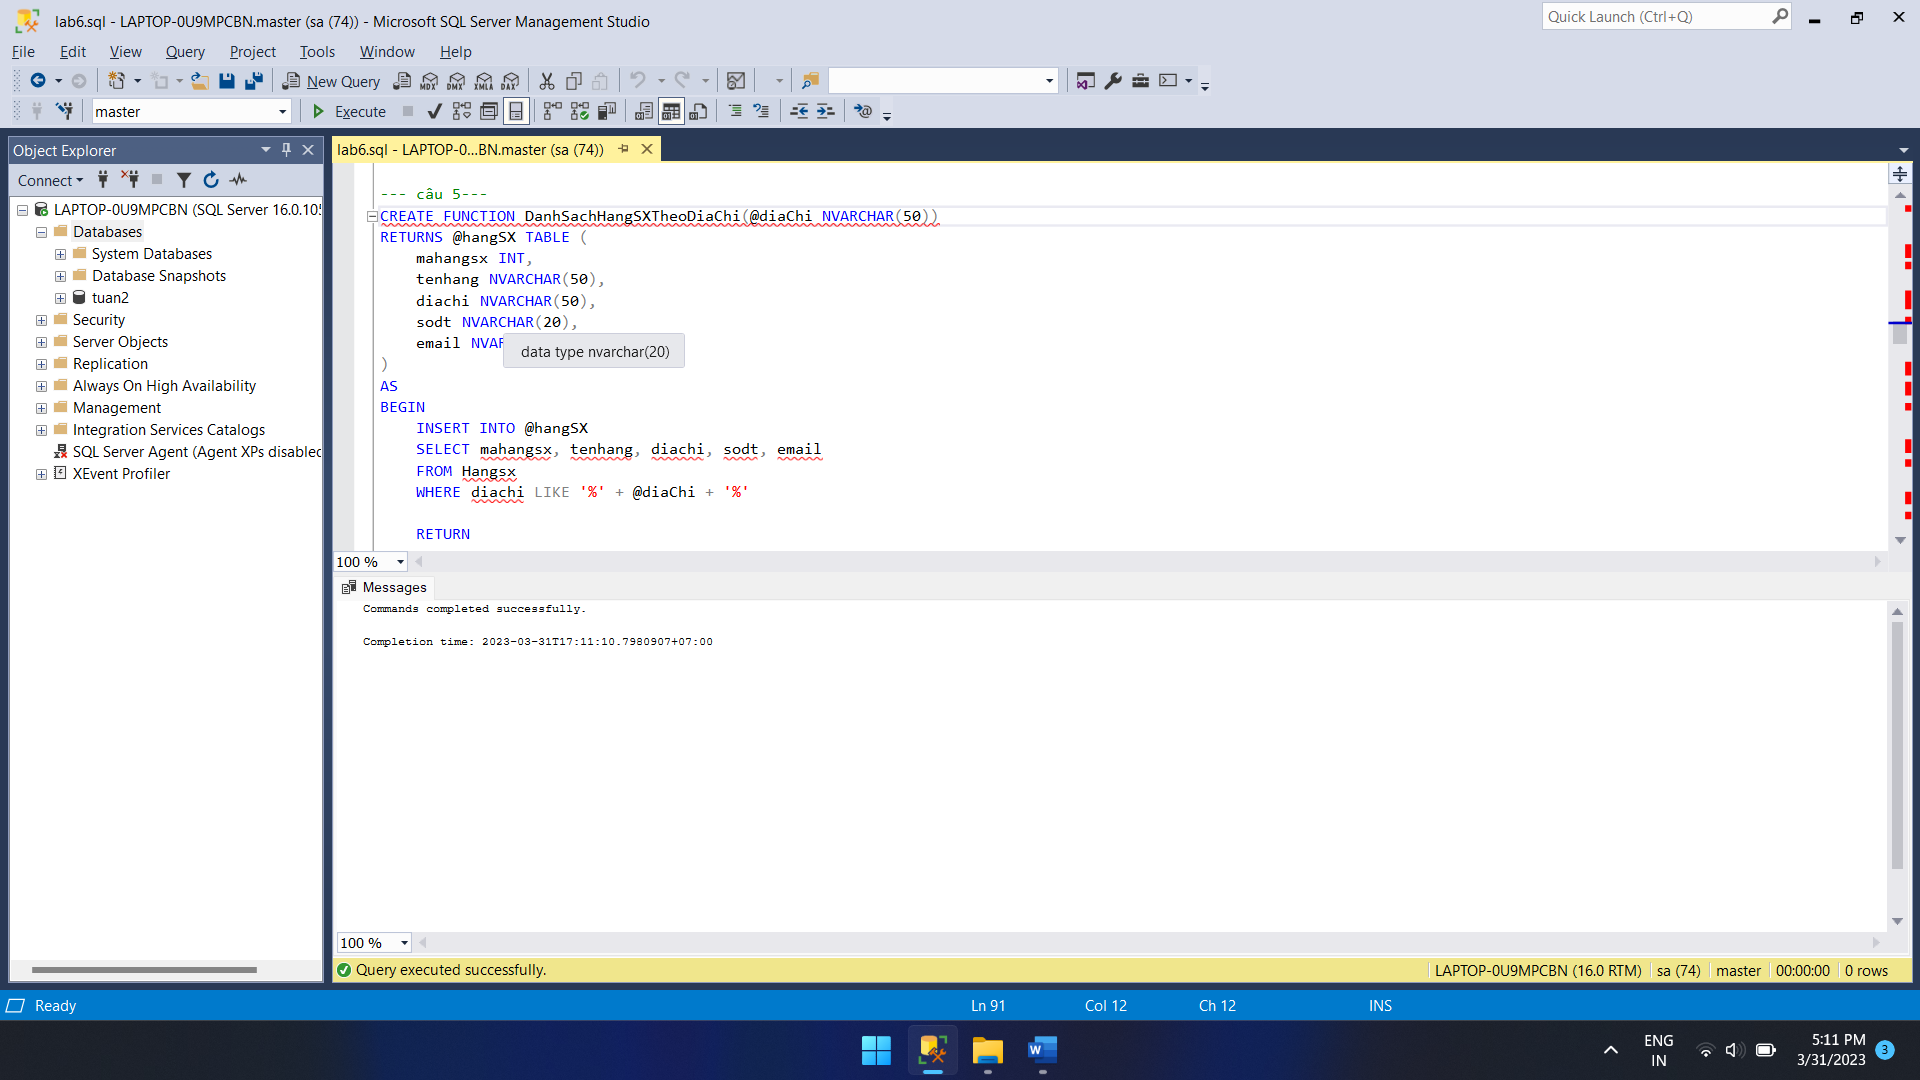 lab6.sql - LAPTOP-0U9MPCBN.master (sa (74)) - Microsoft SQL Server Management Studio
Quick Launch (Ctrl+Q)
File Edit View Query Project Tools Window Help
New Query
MDX DMX XMLA DAX
master
Execute
Object Explorer
Connect
LAPTOP-0U9MPCBN (SQL Server 16.0.105
Databases
System Databases
Database Snapshots
tuan2
Security
Server Objects
Replication
Always On High Availability
Management
Integration Services Catalogs
SQL Server Agent (Agent XPs disabled
XEvent Profiler
lab6.sql - LAPTOP-0...BN.master (sa (74))
--- câu 5---
CREATE FUNCTION DanhSachHangSXTheoDiaChi(@diaChi NVARCHAR(50))
RETURNS @hangSX TABLE (
mahangsx INT,
tenhang NVARCHAR(50),
diachi NVARCHAR(50),
sodt NVARCHAR(20),
email NVAR
data type nvarchar(20)
)
AS
BEGIN
INSERT INTO @hangSX
SELECT mahangsx, tenhang, diachi, sodt, email
FROM Hangsx
WHERE diachi LIKE '%' + @diaChi + '%'
RETURN
100 %
Messages
Commands completed successfully.
Completion time: 2023-03-31T17:11:10.7980907+07:00
100 %
Query executed successfully.
LAPTOP-0U9MPCBN (16.0 RTM) sa (74) master 00:00:00 0 rows
Ready
Ln 91 Col 12 Ch 12 INS
ENG
IN
5:11 PM
3/31/2023
3